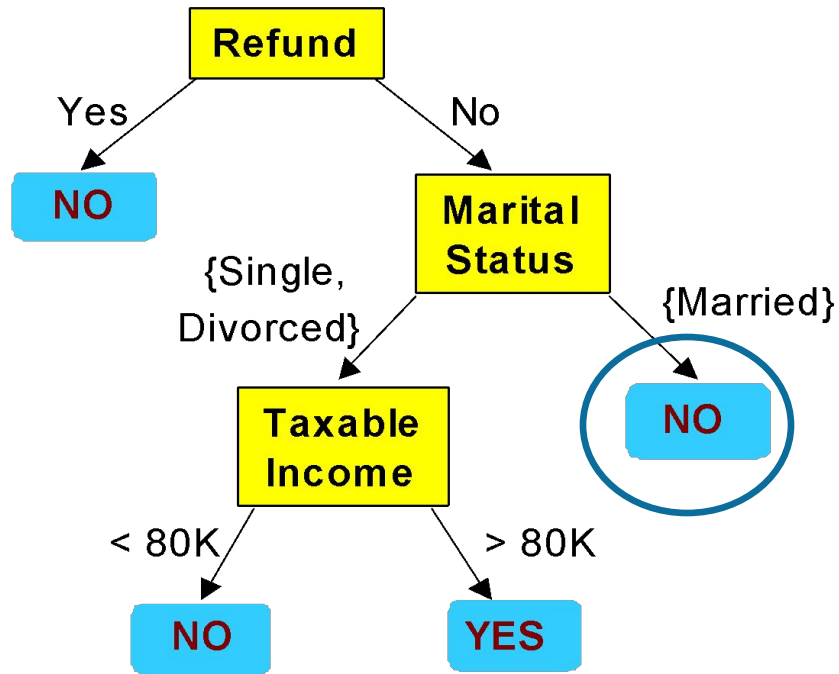 Refund
Yes
No
NO
Marital
Status
{Single,
Divorced}
{Married}
NO
Taxable
Income
< 80K
> 80K
NO
YES